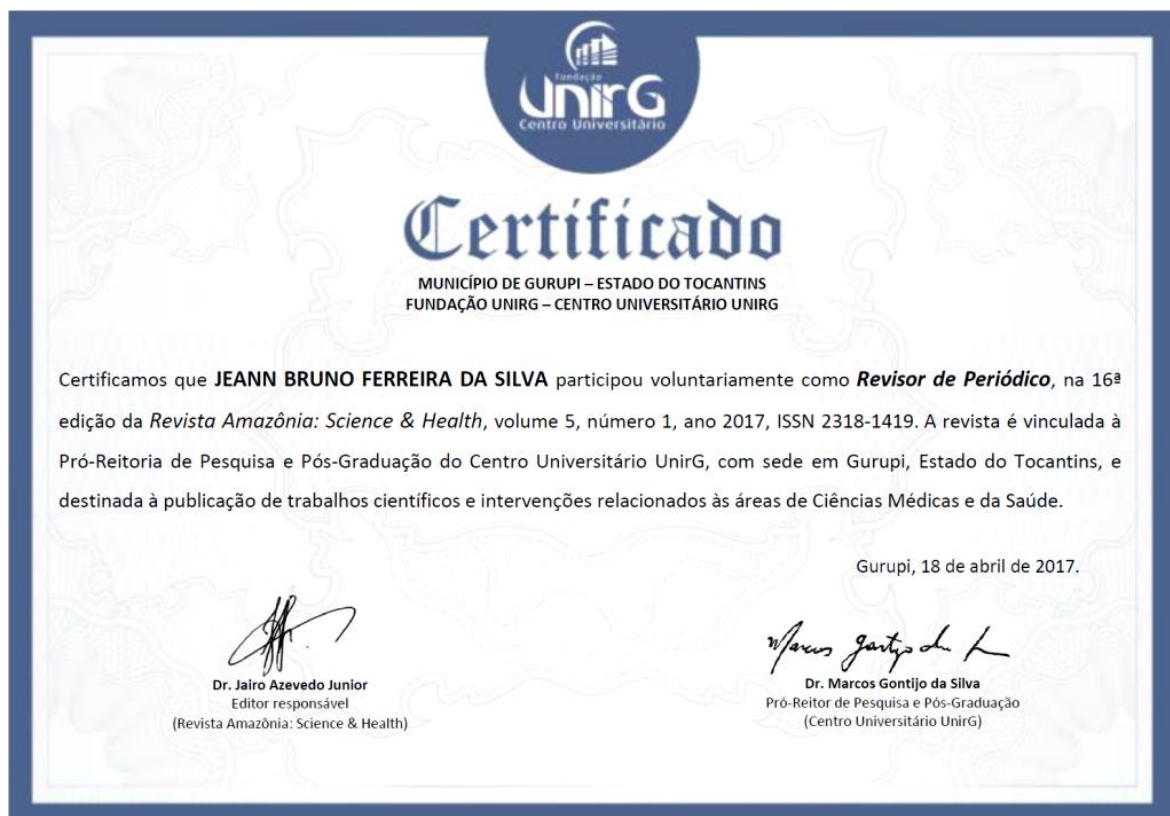 Fundação
UnirG
Centro Universitário
Certificado
MUNICÍPIO DE GURUPI – ESTADO DO TOCANTINS
FUNDAÇÃO UNIRG – CENTRO UNIVERSITÁRIO UNIRG
Certificamos que JEANN BRUNO FERREIRA DA SILVA participou voluntariamente como Revisor de Periódico, na 16ª
edição da Revista Amazônia: Science & Health, volume 5, número 1, ano 2017, ISSN 2318-1419. A revista é vinculada à
Pró-Reitoria de Pesquisa e Pós-Graduação do Centro Universitário UnirG, com sede em Gurupi, Estado do Tocantins, e
destinada à publicação de trabalhos científicos e intervenções relacionados às áreas de Ciências Médicas e da Saúde.
Gurupi, 18 de abril de 2017.
Dr. Jairo Azevedo Junior
Editor responsável
(Revista Amazônia: Science & Health)
Marcus Gontijo da
Dr. Marcos Gontijo da Silva
Pró-Reitor de Pesquisa e Pós-Graduação
(Centro Universitário UnirG)